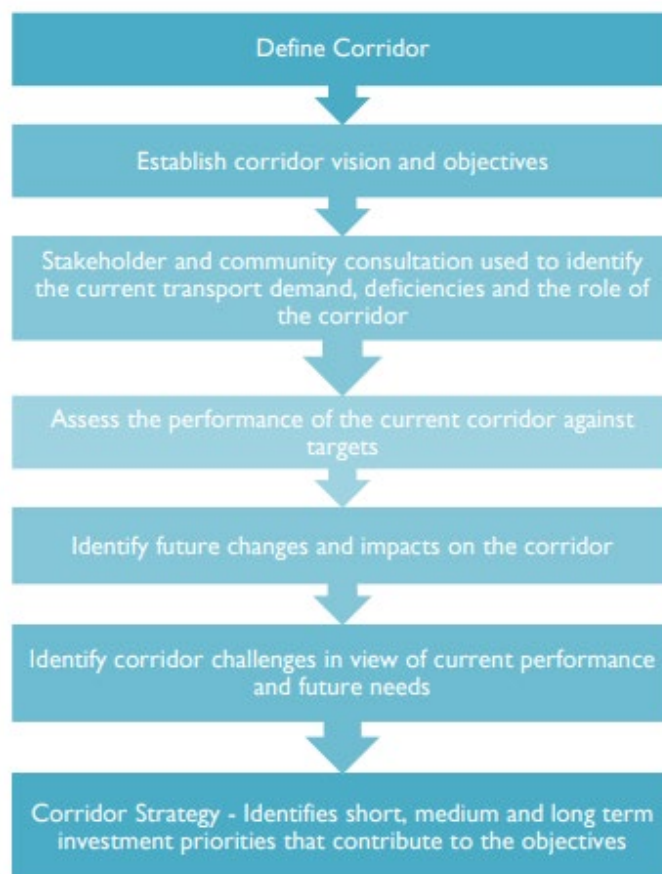 Define Corridor
Establish corridor vision and objectives
Stakeholder and community consultation used to identify
the current transport demand, deficiencies and the role of
the corridor
Assess the performance of the current corridor against
targets
Identify future changes and impacts on the corridor
Identify corridor challenges in view of current performance
and future needs
Corridor Strategy - Identifies short, medium and long term
investment priorities that contribute to the objectives